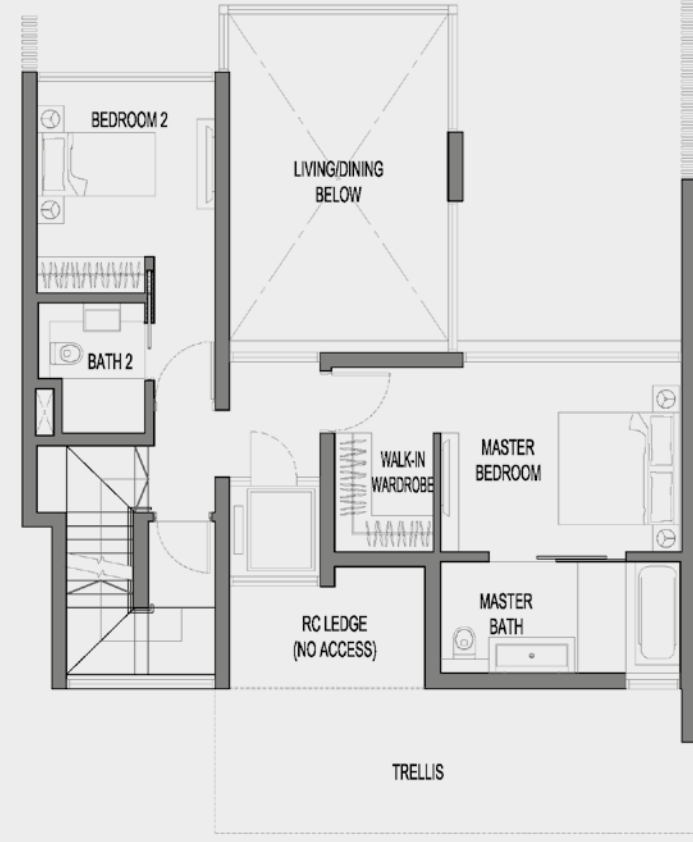 BEDROOM 2
LIVING/DINING
BELOW
BATH 2
WALK-IN
WARDROBE
MASTER
BEDROOM
MASTER
BATH
RC LEDGE
(NO ACCESS)
TRELLIS